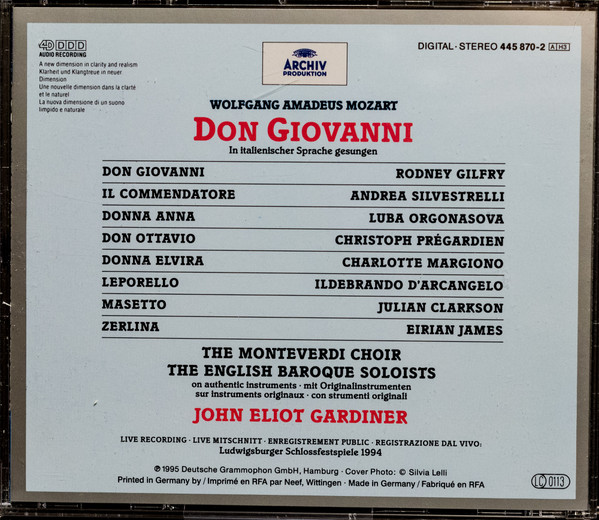 4D DDD
AUDIO RECORDING
A new dimension in clarity and realism
Klarheit und Klangtreue in neuer
Dimension
Une nouvelle dimension dans la clarté
et le naturel
La nuova dimensione di un suono
limpido e naturale
ARCHIV
PRODUKTION
DIGITAL · STEREO 445 870-2 A H3
WOLFGANG AMADEUS MOZART
DON GIOVANNI
In italienischer Sprache gesungen
DON GIOVANNI RODNEY GILFRY
IL COMMENDATORE ANDREA SILVESTRELLI
DONNA ANNA LUBA ORGONASOVA
DON OTTAVIO CHRISTOPH PRÉGARDIEN
DONNA ELVIRA CHARLOTTE MARGIONO
LEPORELLO ILDEBRANDO D'ARCANGELO
MASETTO JULIAN CLARKSON
ZERLINA EIRIAN JAMES
THE MONTEVERDI CHOIR
THE ENGLISH BAROQUE SOLOISTS
on authentic instruments · mit Originalinstrumenten
sur instruments originaux · con strumenti originali
JOHN ELIOT GARDINER
LIVE RECORDING · LIVE MITSCHNITT · ENREGISTREMENT PUBLIC · REGISTRAZIONE DAL VIVO:
Ludwigsburger Schlossfestspiele 1994
℗ 1995 Deutsche Grammophon GmbH, Hamburg · Cover Photo: © Silvia Lelli
Printed in Germany by / Imprimé en RFA par Neef, Wittingen · Made in Germany / Fabriqué en RFA
LC 0113